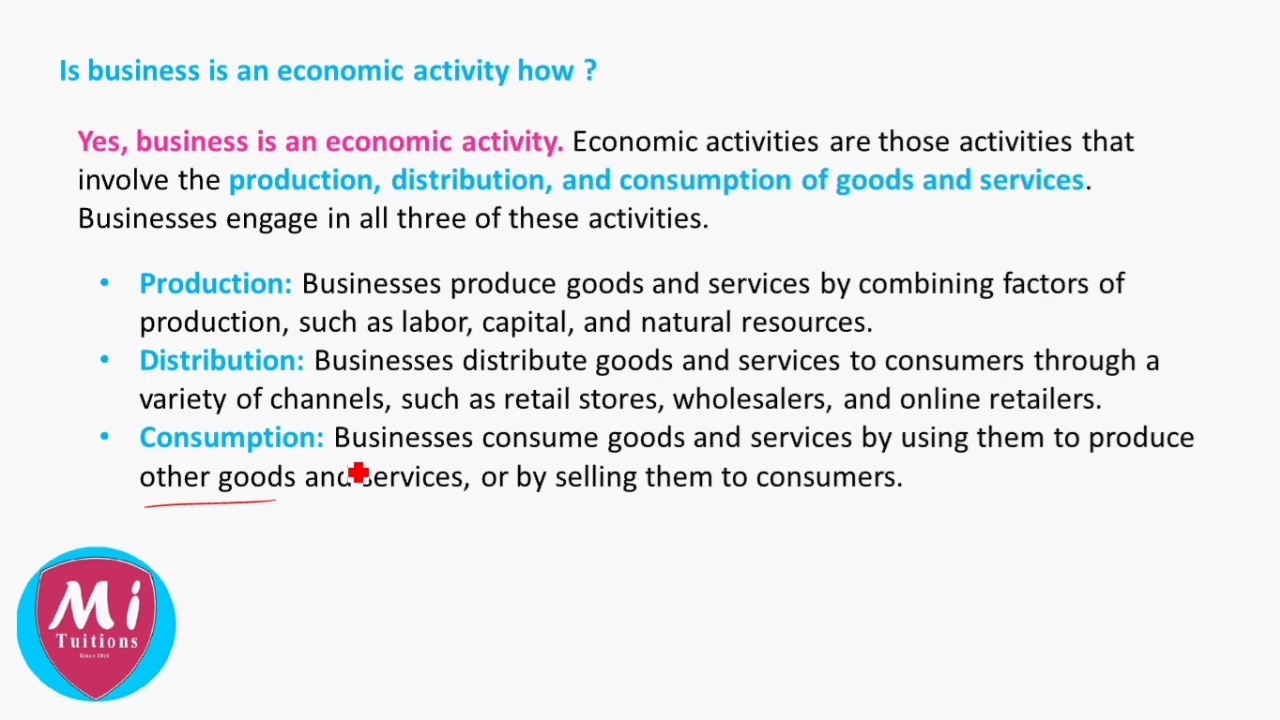 Is business is an economic activity how ?
Yes, business is an economic activity. Economic activities are those activities that
involve the production, distribution, and consumption of goods and services.
Businesses engage in all three of these activities.
• Production: Businesses produce goods and services by combining factors of
production, such as labor, capital, and natural resources.
• Distribution: Businesses distribute goods and services to consumers through a
variety of channels, such as retail stores, wholesalers, and online retailers.
• Consumption: Businesses consume goods and services by using them to produce
other goods and services, or by selling them to consumers.
Mi
Tuitions